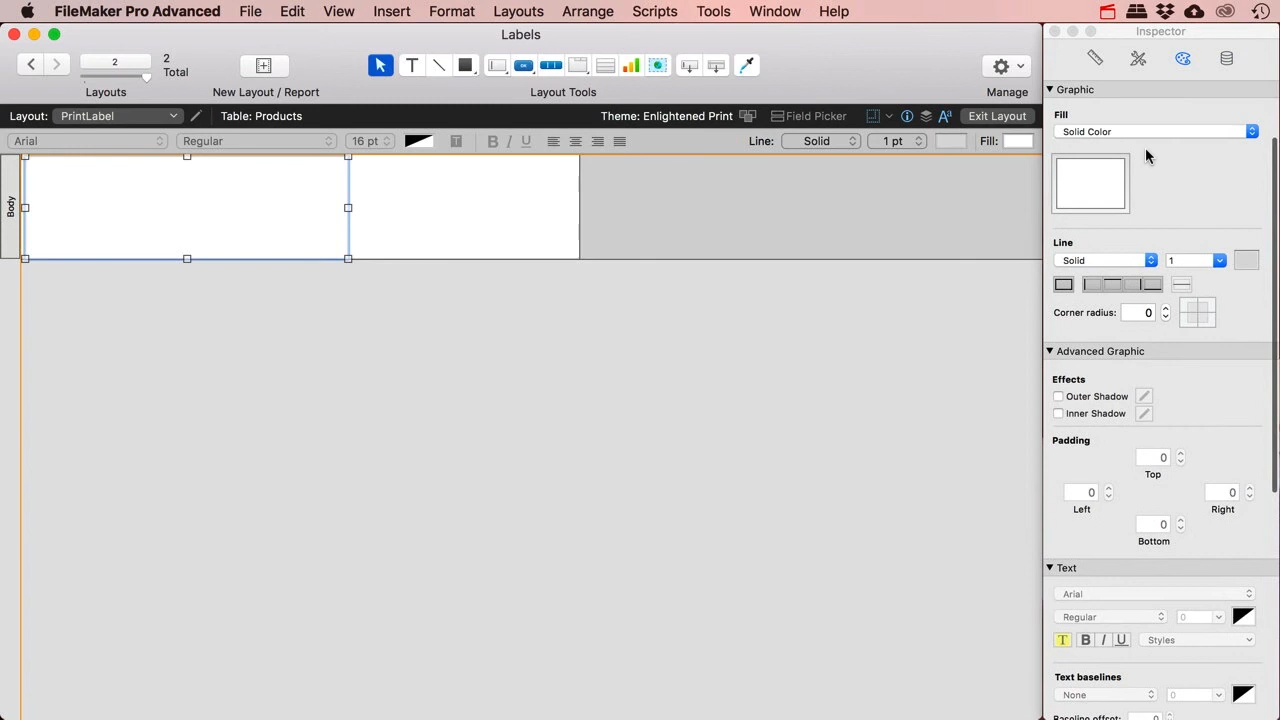 FileMaker Pro Advanced File Edit View Insert Format Layouts Arrange Scripts Tools Window Help
Labels
Inspector
2
2
Total
Layouts
New Layout / Report
Layout Tools
Manage
Layout: PrintLabel
Table: Products
Theme: Enlightened Print
Field Picker
Exit Layout
Arial
Regular
16 pt
B I U
Line:
Solid
1 pt
Fill:
Body
Graphic
Fill
Solid Color
Line
Solid
1
Corner radius: 0
Advanced Graphic
Effects
Outer Shadow
Inner Shadow
Padding
0
Top
0
0
Left
Right
0
Bottom
Text
Arial
Regular
0
T B I U
Styles
Text baselines
None
0
Baseline offset: 0